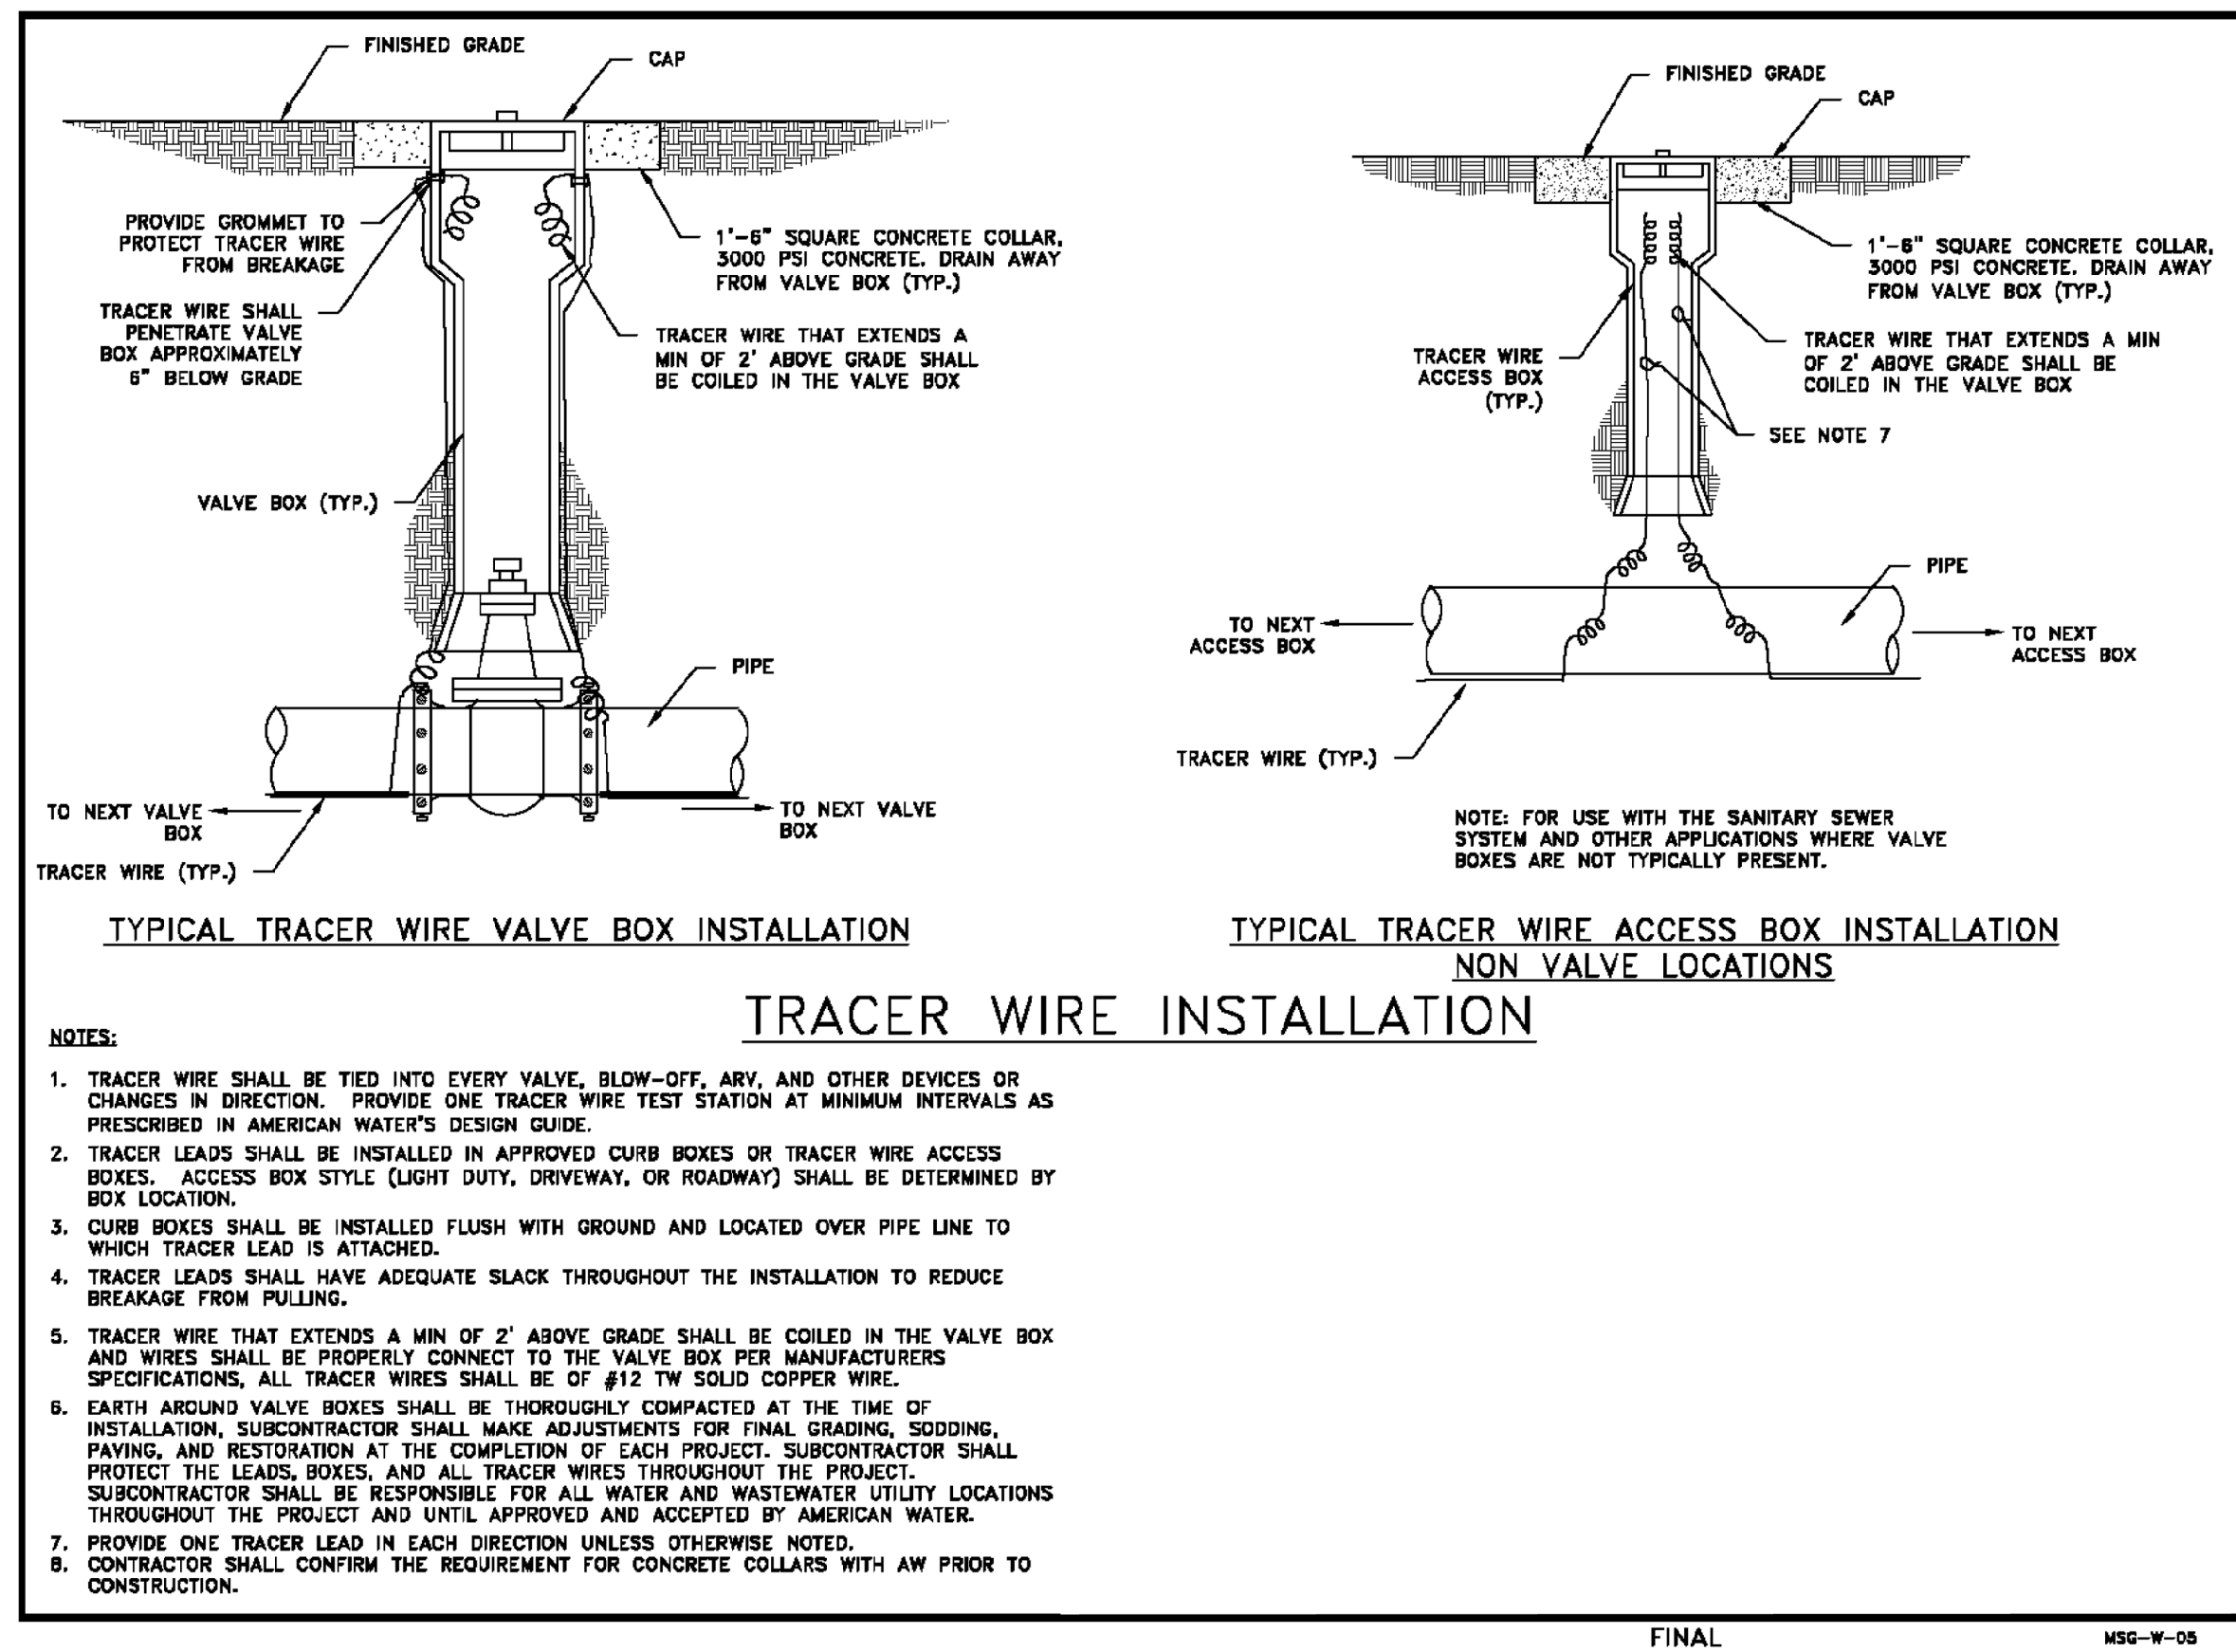 FINISHED GRADE
CAP
PROVIDE GROMMET TO
PROTECT TRACER WIRE
FROM BREAKAGE
TRACER WIRE SHALL
PENETRATE VALVE
BOX APPROXIMATELY
6" BELOW GRADE
1'-6" SQUARE CONCRETE COLLAR,
3000 PSI CONCRETE. DRAIN AWAY
FROM VALVE BOX (TYP.)
TRACER WIRE THAT EXTENDS A
MIN OF 2' ABOVE GRADE SHALL
BE COILED IN THE VALVE BOX
VALVE BOX (TYP.)
PIPE
TO NEXT VALVE
BOX
TO NEXT VALVE
BOX
TRACER WIRE (TYP.)
TYPICAL TRACER WIRE VALVE BOX INSTALLATION
FINISHED GRADE
CAP
1'-6" SQUARE CONCRETE COLLAR,
3000 PSI CONCRETE. DRAIN AWAY
FROM VALVE BOX (TYP.)
TRACER WIRE
ACCESS BOX
(TYP.)
TRACER WIRE THAT EXTENDS A MIN
OF 2' ABOVE GRADE SHALL BE
COILED IN THE VALVE BOX
SEE NOTE 7
PIPE
TO NEXT
ACCESS BOX
TO NEXT
ACCESS BOX
TRACER WIRE (TYP.)
NOTE: FOR USE WITH THE SANITARY SEWER
SYSTEM AND OTHER APPLICATIONS WHERE VALVE
BOXES ARE NOT TYPICALLY PRESENT.
TYPICAL TRACER WIRE ACCESS BOX INSTALLATION
NON VALVE LOCATIONS
TRACER WIRE INSTALLATION
NOTES:
1. TRACER WIRE SHALL BE TIED INTO EVERY VALVE, BLOW-OFF, ARV, AND OTHER DEVICES OR
CHANGES IN DIRECTION. PROVIDE ONE TRACER WIRE TEST STATION AT MINIMUM INTERVALS AS
PRESCRIBED IN AMERICAN WATER'S DESIGN GUIDE.
2. TRACER LEADS SHALL BE INSTALLED IN APPROVED CURB BOXES OR TRACER WIRE ACCESS
BOXES. ACCESS BOX STYLE (LIGHT DUTY, DRIVEWAY, OR ROADWAY) SHALL BE DETERMINED BY
BOX LOCATION.
3. CURB BOXES SHALL BE INSTALLED FLUSH WITH GROUND AND LOCATED OVER PIPE LINE TO
WHICH TRACER LEAD IS ATTACHED.
4. TRACER LEADS SHALL HAVE ADEQUATE SLACK THROUGHOUT THE INSTALLATION TO REDUCE
BREAKAGE FROM PULLING.
5. TRACER WIRE THAT EXTENDS A MIN OF 2' ABOVE GRADE SHALL BE COILED IN THE VALVE BOX
AND WIRES SHALL BE PROPERLY CONNECT TO THE VALVE BOX PER MANUFACTURERS
SPECIFICATIONS, ALL TRACER WIRES SHALL BE OF #12 TW SOLID COPPER WIRE.
6. EARTH AROUND VALVE BOXES SHALL BE THOROUGHLY COMPACTED AT THE TIME OF
INSTALLATION, SUBCONTRACTOR SHALL MAKE ADJUSTMENTS FOR FINAL GRADING, SODDING,
PAVING, AND RESTORATION AT THE COMPLETION OF EACH PROJECT. SUBCONTRACTOR SHALL
PROTECT THE LEADS, BOXES, AND ALL TRACER WIRES THROUGHOUT THE PROJECT.
SUBCONTRACTOR SHALL BE RESPONSIBLE FOR ALL WATER AND WASTEWATER UTILITY LOCATIONS
THROUGHOUT THE PROJECT AND UNTIL APPROVED AND ACCEPTED BY AMERICAN WATER.
7. PROVIDE ONE TRACER LEAD IN EACH DIRECTION UNLESS OTHERWISE NOTED.
8. CONTRACTOR SHALL CONFIRM THE REQUIREMENT FOR CONCRETE COLLARS WITH AW PRIOR TO
CONSTRUCTION.
FINAL
MSG-W-05